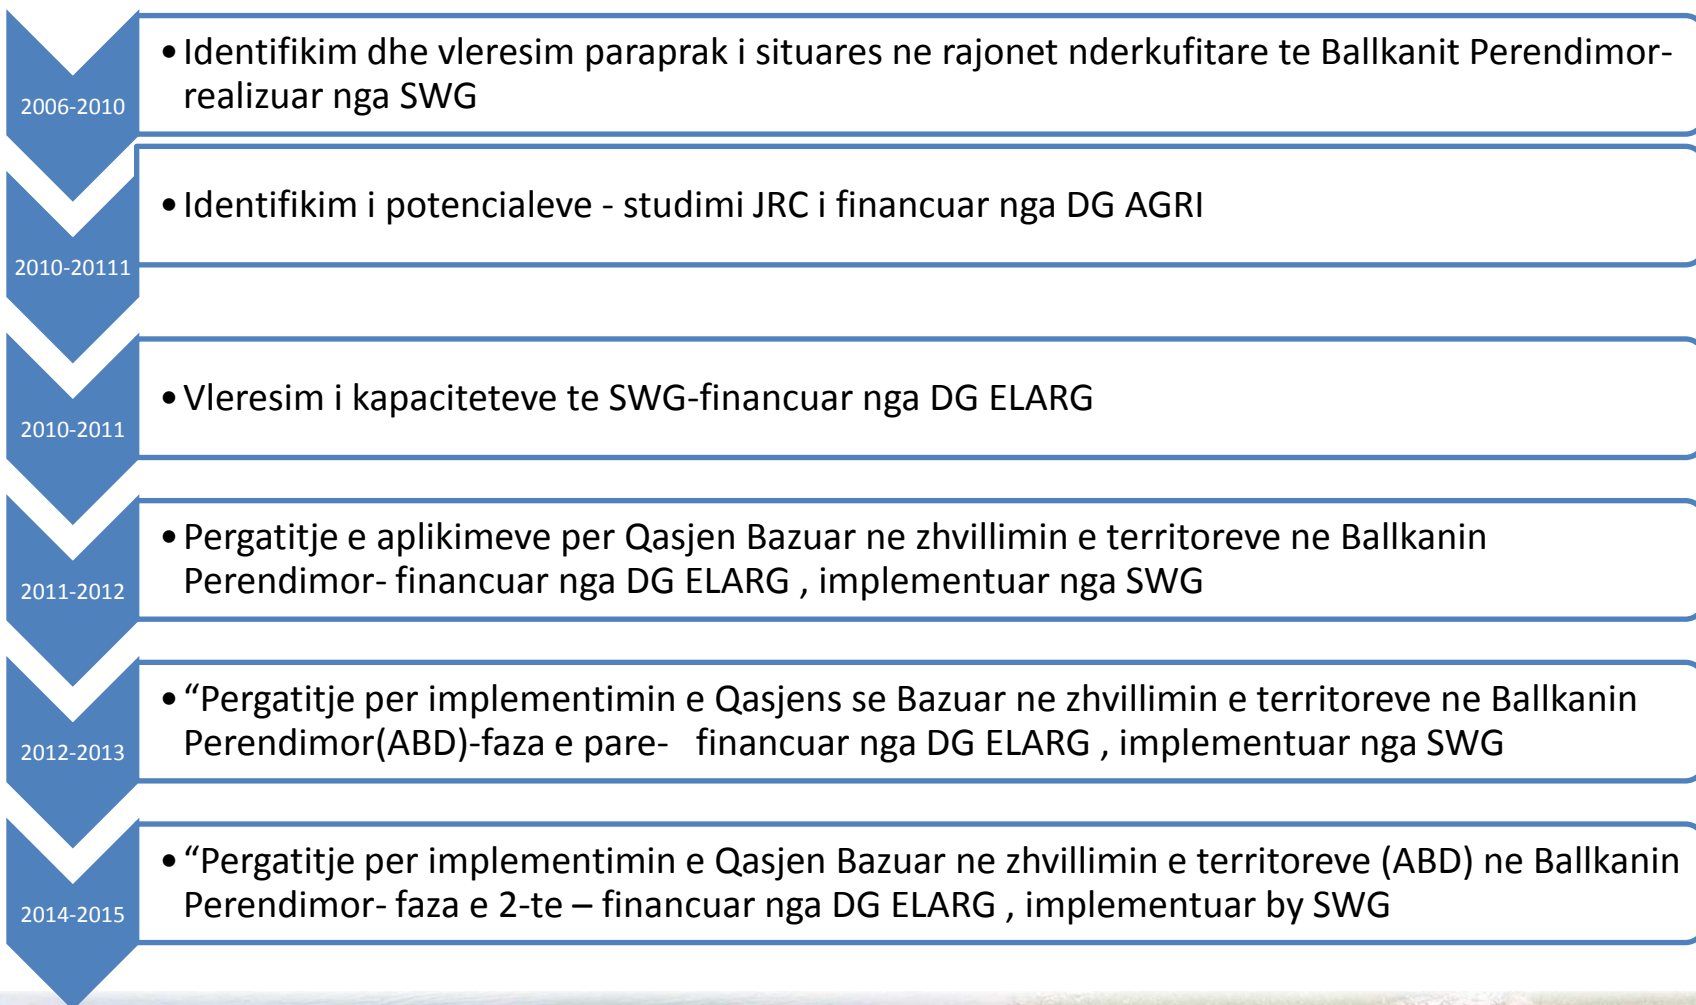 2006-2010
•Identifikim dhe vleresim paraprak i situares ne rajonet nderkufitare te Ballkanit Perendimor-
realizuar nga SWG
2010-20111
•Identifikim i potencialeve - studimi JRC i financuar nga DG AGRI
2010-2011
•Vleresim i kapaciteteve te SWG-financuar nga DG ELARG
2011-2012
•Pergatitje e aplikimeve per Qasjen Bazuar ne zhvillimin e territoreve ne Ballkanin
Perendimor- financuar nga DG ELARG , implementuar nga SWG
2012-2013
•“Pergatitje per implementimin e Qasjens se Bazuar ne zhvillimin e territoreve ne Ballkanin
Perendimor(ABD)-faza e pare- financuar nga DG ELARG , implementuar nga SWG
2014-2015
•“Pergatitje per implementimin e Qasjen Bazuar ne zhvillimin e territoreve (ABD) ne Ballkanin
Perendimor- faza e 2-te – financuar nga DG ELARG , implementuar by SWG